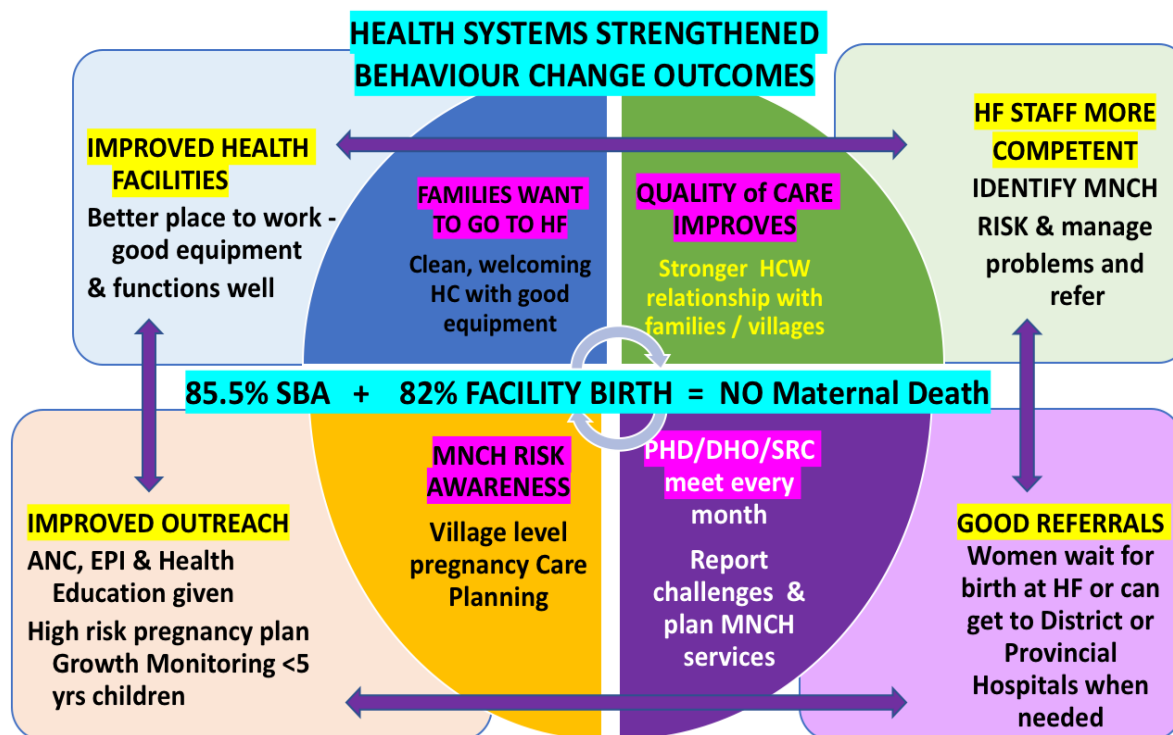 HEALTH SYSTEMS STRENGTHENED
BEHAVIOUR CHANGE OUTCOMES
IMPROVED HEALTH
FACILITIES
Better place to work -
good equipment
& functions well
FAMILIES WANT
TO GO TO HF
Clean, welcoming
HC with good
equipment
QUALITY of CARE
IMPROVES
Stronger HCW
relationship with
families / villages
HF STAFF MORE
COMPETENT
IDENTIFY MNCH
RISK & manage
problems and
refer
85.5% SBA + 82% FACILITY BIRTH = NO Maternal Death
IMPROVED OUTREACH
ANC, EPI & Health
Education given
High risk pregnancy plan
Growth Monitoring <5
yrs children
MNCH RISK
AWARENESS
Village level
pregnancy Care
Planning
PHD/DHO/SRC
meet every
month
Report
challenges &
plan MNCH
services
GOOD REFERRALS
Women wait for
birth at HF or can
get to District or
Provincial
Hospitals when
needed